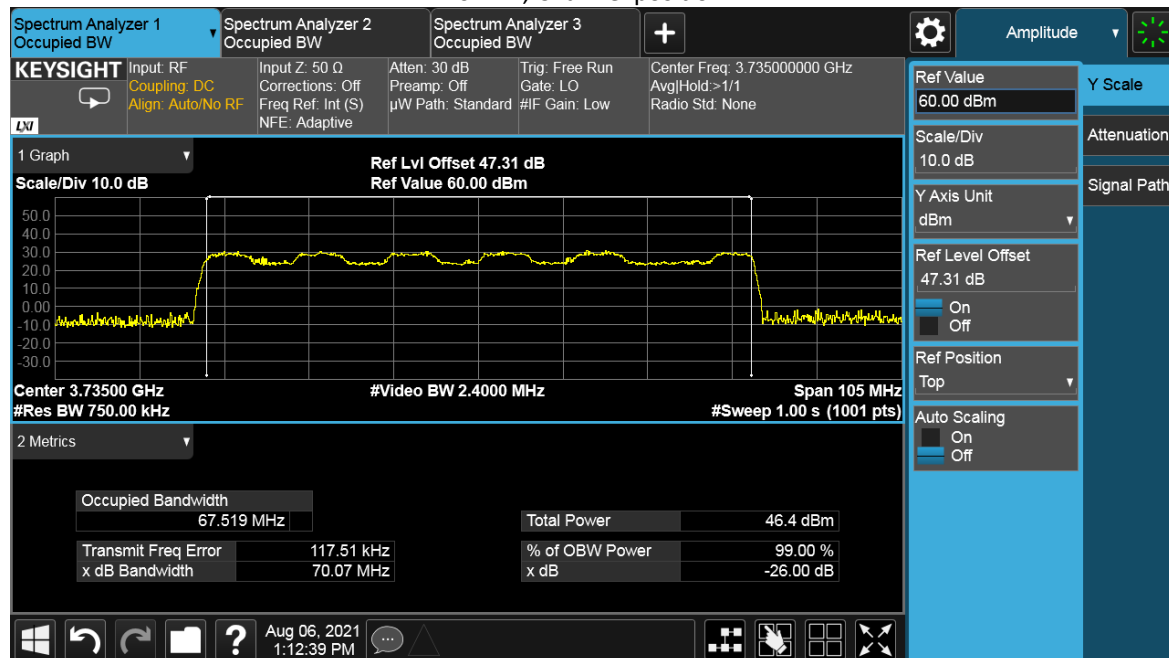 Spectrum Analyzer 1
Occupied BW
Spectrum Analyzer 2
Occupied BW
Spectrum Analyzer 3
Occupied BW
Amplitude
KEYSIGHT
LXI
Input: RF
Coupling: DC
Align: Auto/No RF
Input Z: 50 Ω
Corrections: Off
Freq Ref: Int (S)
NFE: Adaptive
Atten: 30 dB
Preamp: Off
µW Path: Standard
Trig: Free Run
Gate: LO
#IF Gain: Low
Center Freq: 3.735000000 GHz
Avg|Hold:>1/1
Radio Std: None
1 Graph
Scale/Div 10.0 dB
Ref Lvl Offset 47.31 dB
Ref Value 60.00 dBm
50.0
40.0
30.0
20.0
10.0
0.00
-10.0
-20.0
-30.0
Center 3.73500 GHz
#Video BW 2.4000 MHz
Span 105 MHz
#Res BW 750.00 kHz
#Sweep 1.00 s (1001 pts)
2 Metrics
Occupied Bandwidth
67.519 MHz
Total Power 46.4 dBm
Transmit Freq Error 117.51 kHz
% of OBW Power 99.00 %
x dB Bandwidth 70.07 MHz
x dB -26.00 dB
?
Aug 06, 2021
1:12:39 PM
Ref Value
60.00 dBm
Scale/Div
10.0 dB
Y Axis Unit
dBm
Ref Level Offset
47.31 dB
On
Off
Ref Position
Top
Auto Scaling
On
Off
Y Scale
Attenuation
Signal Path